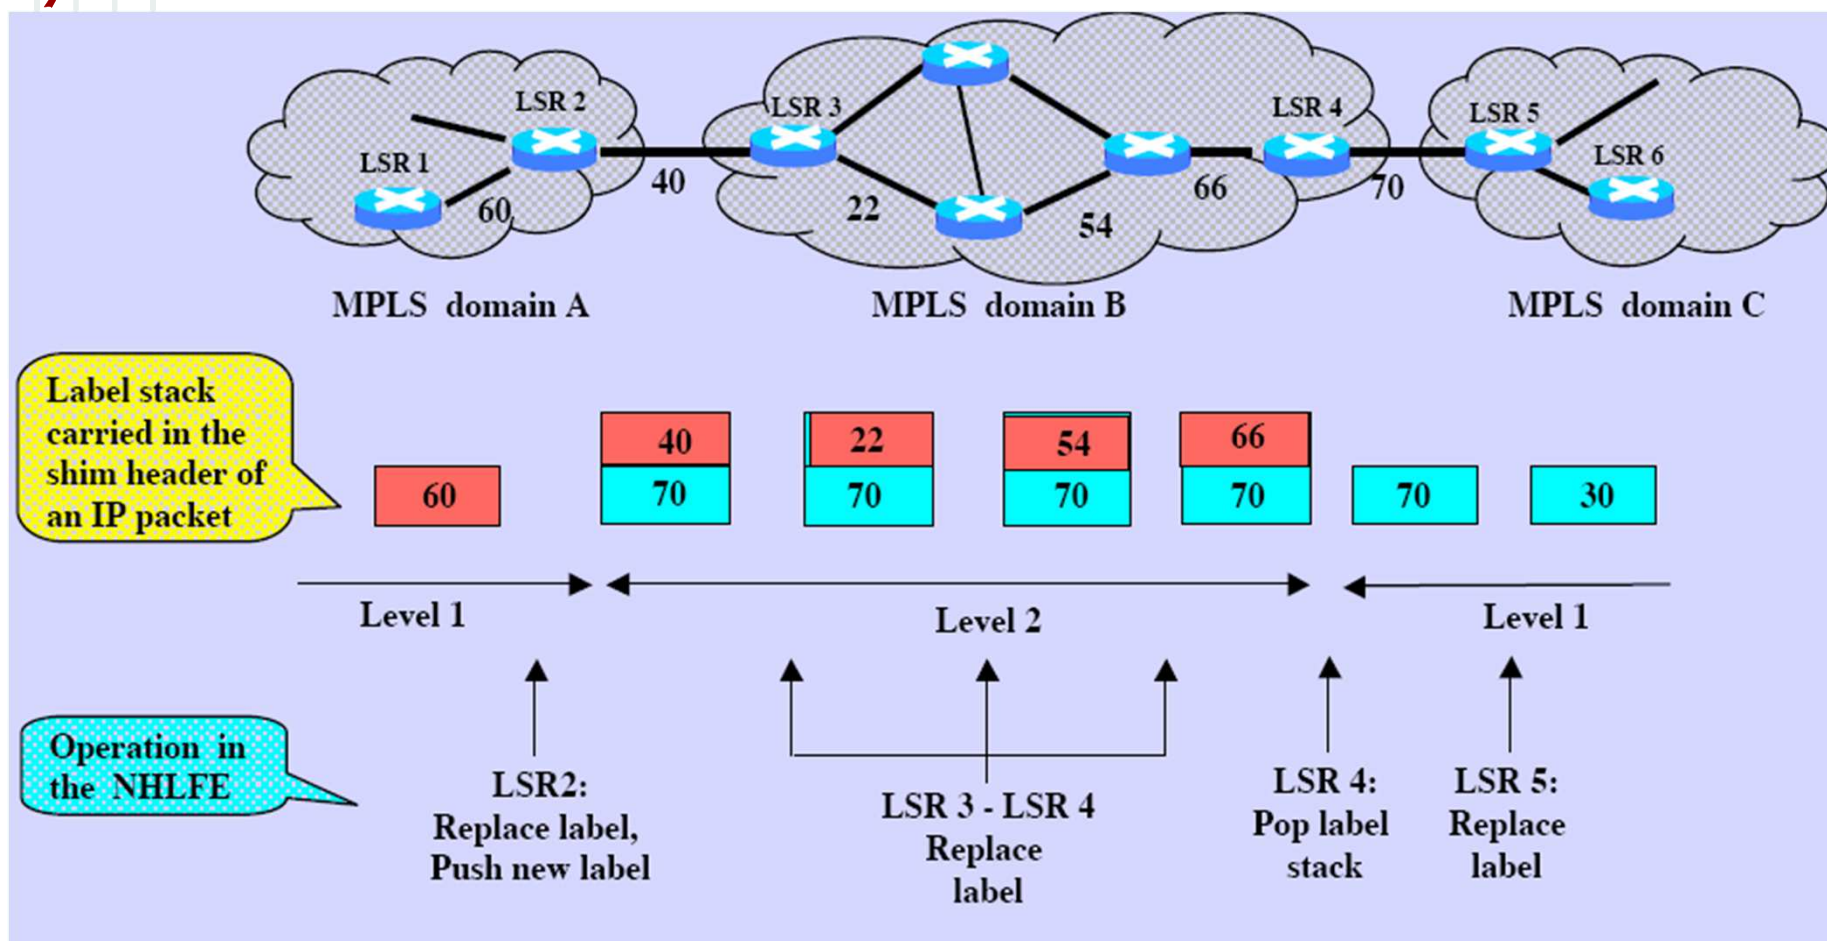 LSR 1
LSR 2
LSR 3
LSR 4
LSR 5
LSR 6
60
40
22
54
66
70
MPLS domain A
MPLS domain B
MPLS domain C
Label stack
carried in the
shim header of
an IP packet
60
40
70
22
70
54
70
66
70
70
30
Level 1
Level 2
Level 1
Operation in
the NHLFE
LSR2:
Replace label,
Push new label
LSR 3 - LSR 4
Replace
label
LSR 4:
Pop label
stack
LSR 5:
Replace
label